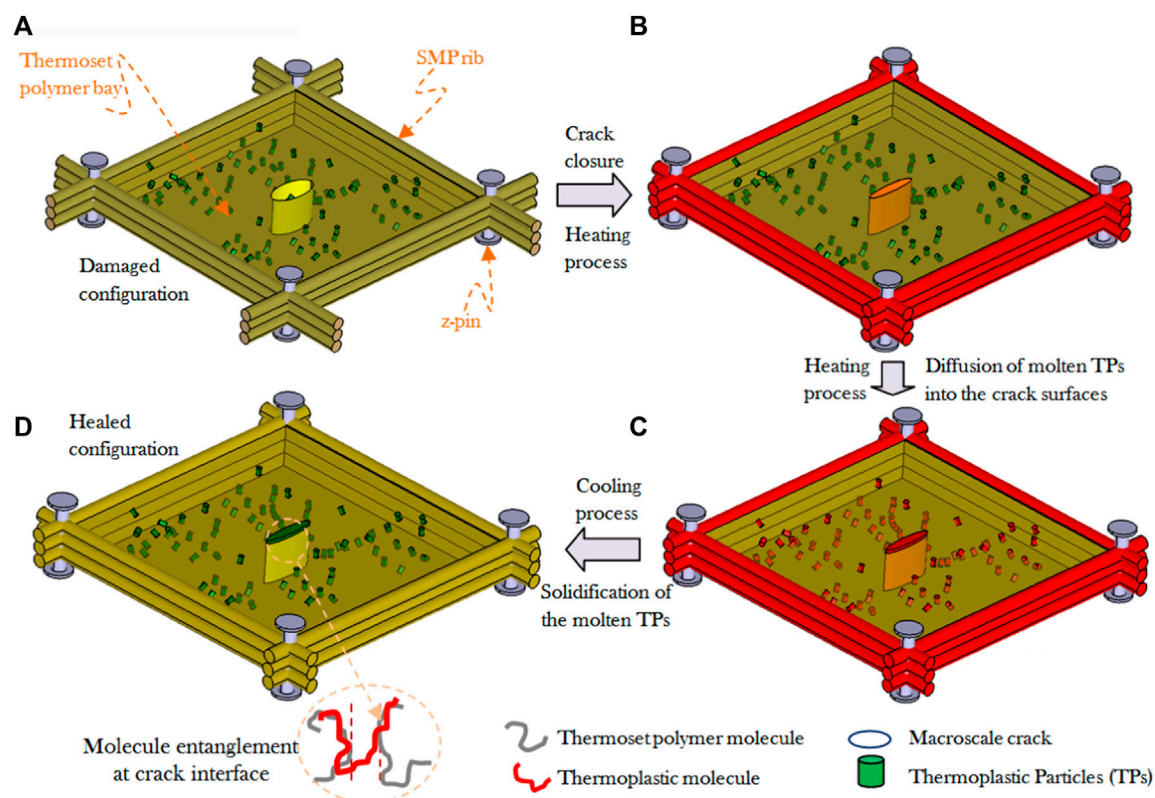 A
Thermoset
polymer bay
SMP rib
Damaged
configuration
z-pin
Crack
closure
Heating
process
B
Heating
process
Diffusion of molten TPs
into the crack surfaces
C
Cooling
process
Solidification of
the molten TPs
D
Healed
configuration
Molecule entanglement
at crack interface
Thermoset polymer molecule
Thermoplastic molecule
Macroscale crack
Thermoplastic Particles (TPs)